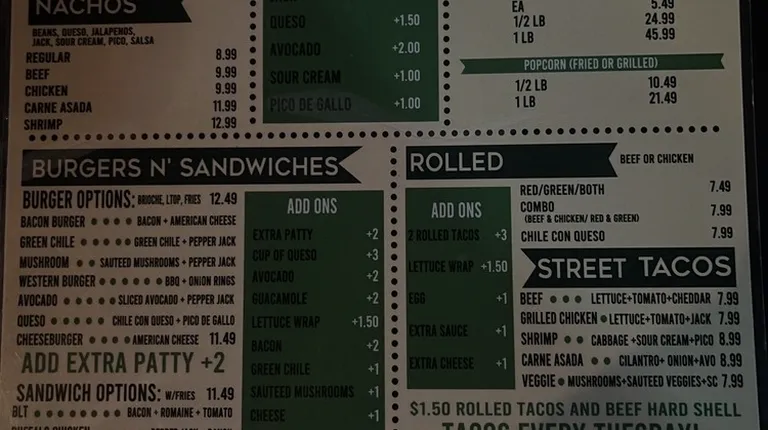 NACHOS
BEANS, QUESO, JALAPENOS,
JACK, SOUR CREAM, PICO, SALSA
REGULAR 8.99
BEEF 9.99
CHICKEN 9.99
CARNE ASADA 11.99
SHRIMP 12.99
QUESO +1.50
AVOCADO +2.00
SOUR CREAM +1.00
PICO DE GALLO +1.00
EA 5.49
1/2 LB 24.99
1 LB 45.99
POPCORN (FRIED OR GRILLED)
1/2 LB 10.49
1 LB 21.49
BURGERS N' SANDWICHES
BURGER OPTIONS: BRIOCHE, LTOP, FRIES 12.49
BACON BURGER • • • • BACON + AMERICAN CHEESE
GREEN CHILE • • • • • GREEN CHILE + PEPPER JACK
MUSHROOM • • SAUTEED MUSHROOMS + PEPPER JACK
WESTERN BURGER • • • • • • BBQ + ONION RINGS
AVOCADO • • • • • SLICED AVOCADO + PEPPER JACK
QUESO • • • • • CHILE CON QUESO + PICO DE GALLO
CHEESEBURGER • • • • AMERICAN CHEESE 11.49
ADD EXTRA PATTY +2
SANDWICH OPTIONS: W/FRIES 11.49
BLT • • • • • • • • BACON + ROMAINE + TOMATO
ADD ONS
EXTRA PATTY +2
CUP OF QUESO +3
AVOCADO +2
GUACAMOLE +2
LETTUCE WRAP +1.50
BACON +2
GREEN CHILE +1
SAUTEED MUSHROOMS +1
CHEESE +1
ROLLED BEEF OR CHICKEN
ADD ONS
2 ROLLED TACOS +3
LETTUCE WRAP +1.50
EGG +1
EXTRA SAUCE +1
EXTRA CHEESE +1
RED/GREEN/BOTH 7.49
COMBO 7.99
(BEEF & CHICKEN/ RED & GREEN)
CHILE CON QUESO 7.99
STREET TACOS
BEEF • • • LETTUCE+TOMATO+CHEDDAR 7.99
GRILLED CHICKEN • LETTUCE+TOMATO+JACK 7.99
SHRIMP • • CABBAGE +SOUR CREAM+PICO 8.99
CARNE ASADA • • CILANTRO+ ONION+AVO 8.99
VEGGIE • MUSHROOMS+SAUTEED VEGGIES+SC 7.99
$1.50 ROLLED TACOS AND BEEF HARD SHELL
TACOS EVERY TUESDAY!